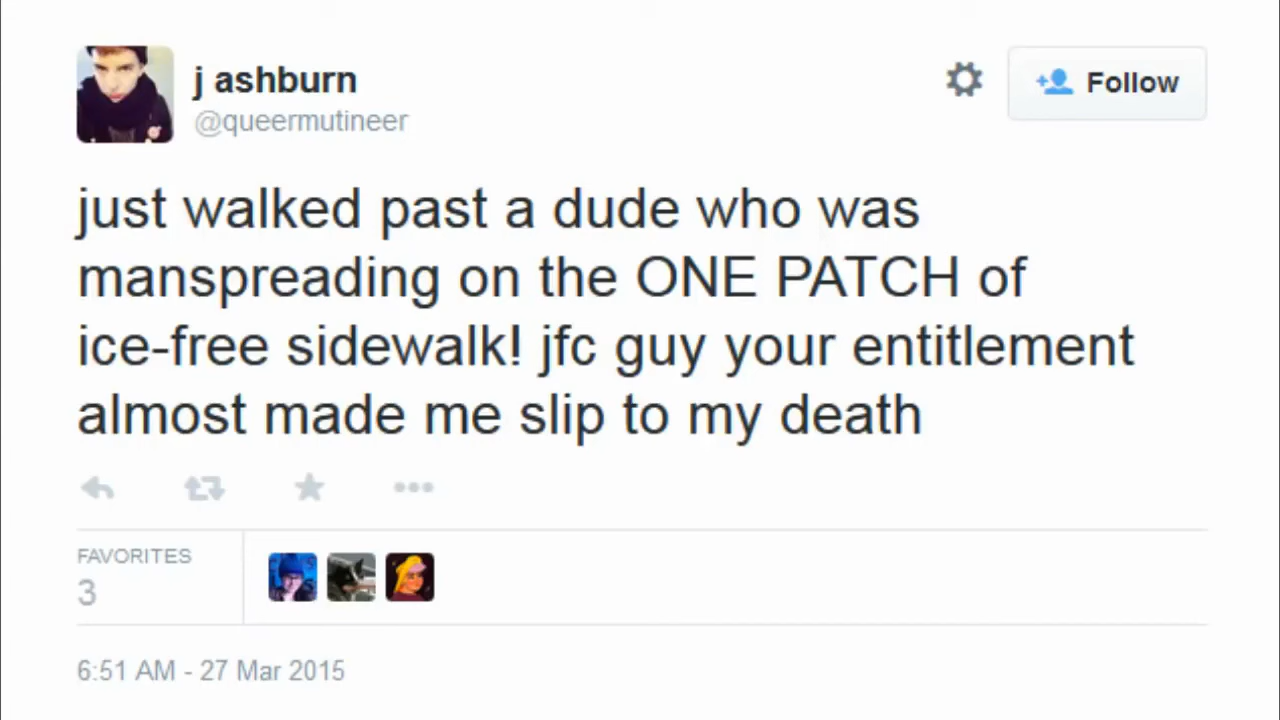 j ashburn
@queermutineer
Follow
just walked past a dude who was
manspreading on the ONE PATCH of
ice-free sidewalk! jfc guy your entitlement
almost made me slip to my death
FAVORITES
3
6:51 AM - 27 Mar 2015